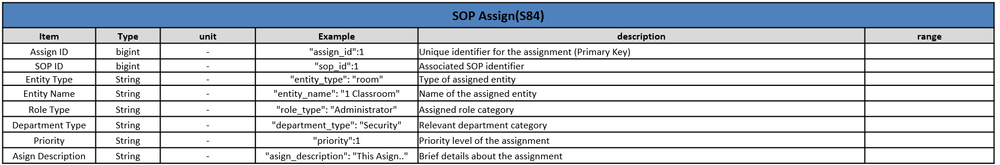 SOP Assign(S84)
Item Type unit Example description range
Assign ID bigint - "assign_id":1 Unique identifier for the assignment (Primary Key)
SOP ID bigint - "sop_id":1 Associated SOP identifier
Entity Type String - "entity_type": "room" Type of assigned entity
Entity Name String - "entity_name": "1 Classroom" Name of the assigned entity
Role Type String - "role_type": "Administrator" Assigned role category
Department Type String - "department_type": "Security" Relevant department category
Priority String - "priority":1 Priority level of the assignment
Asign Description String - "asign_description": "This Asign.." Brief details about the assignment